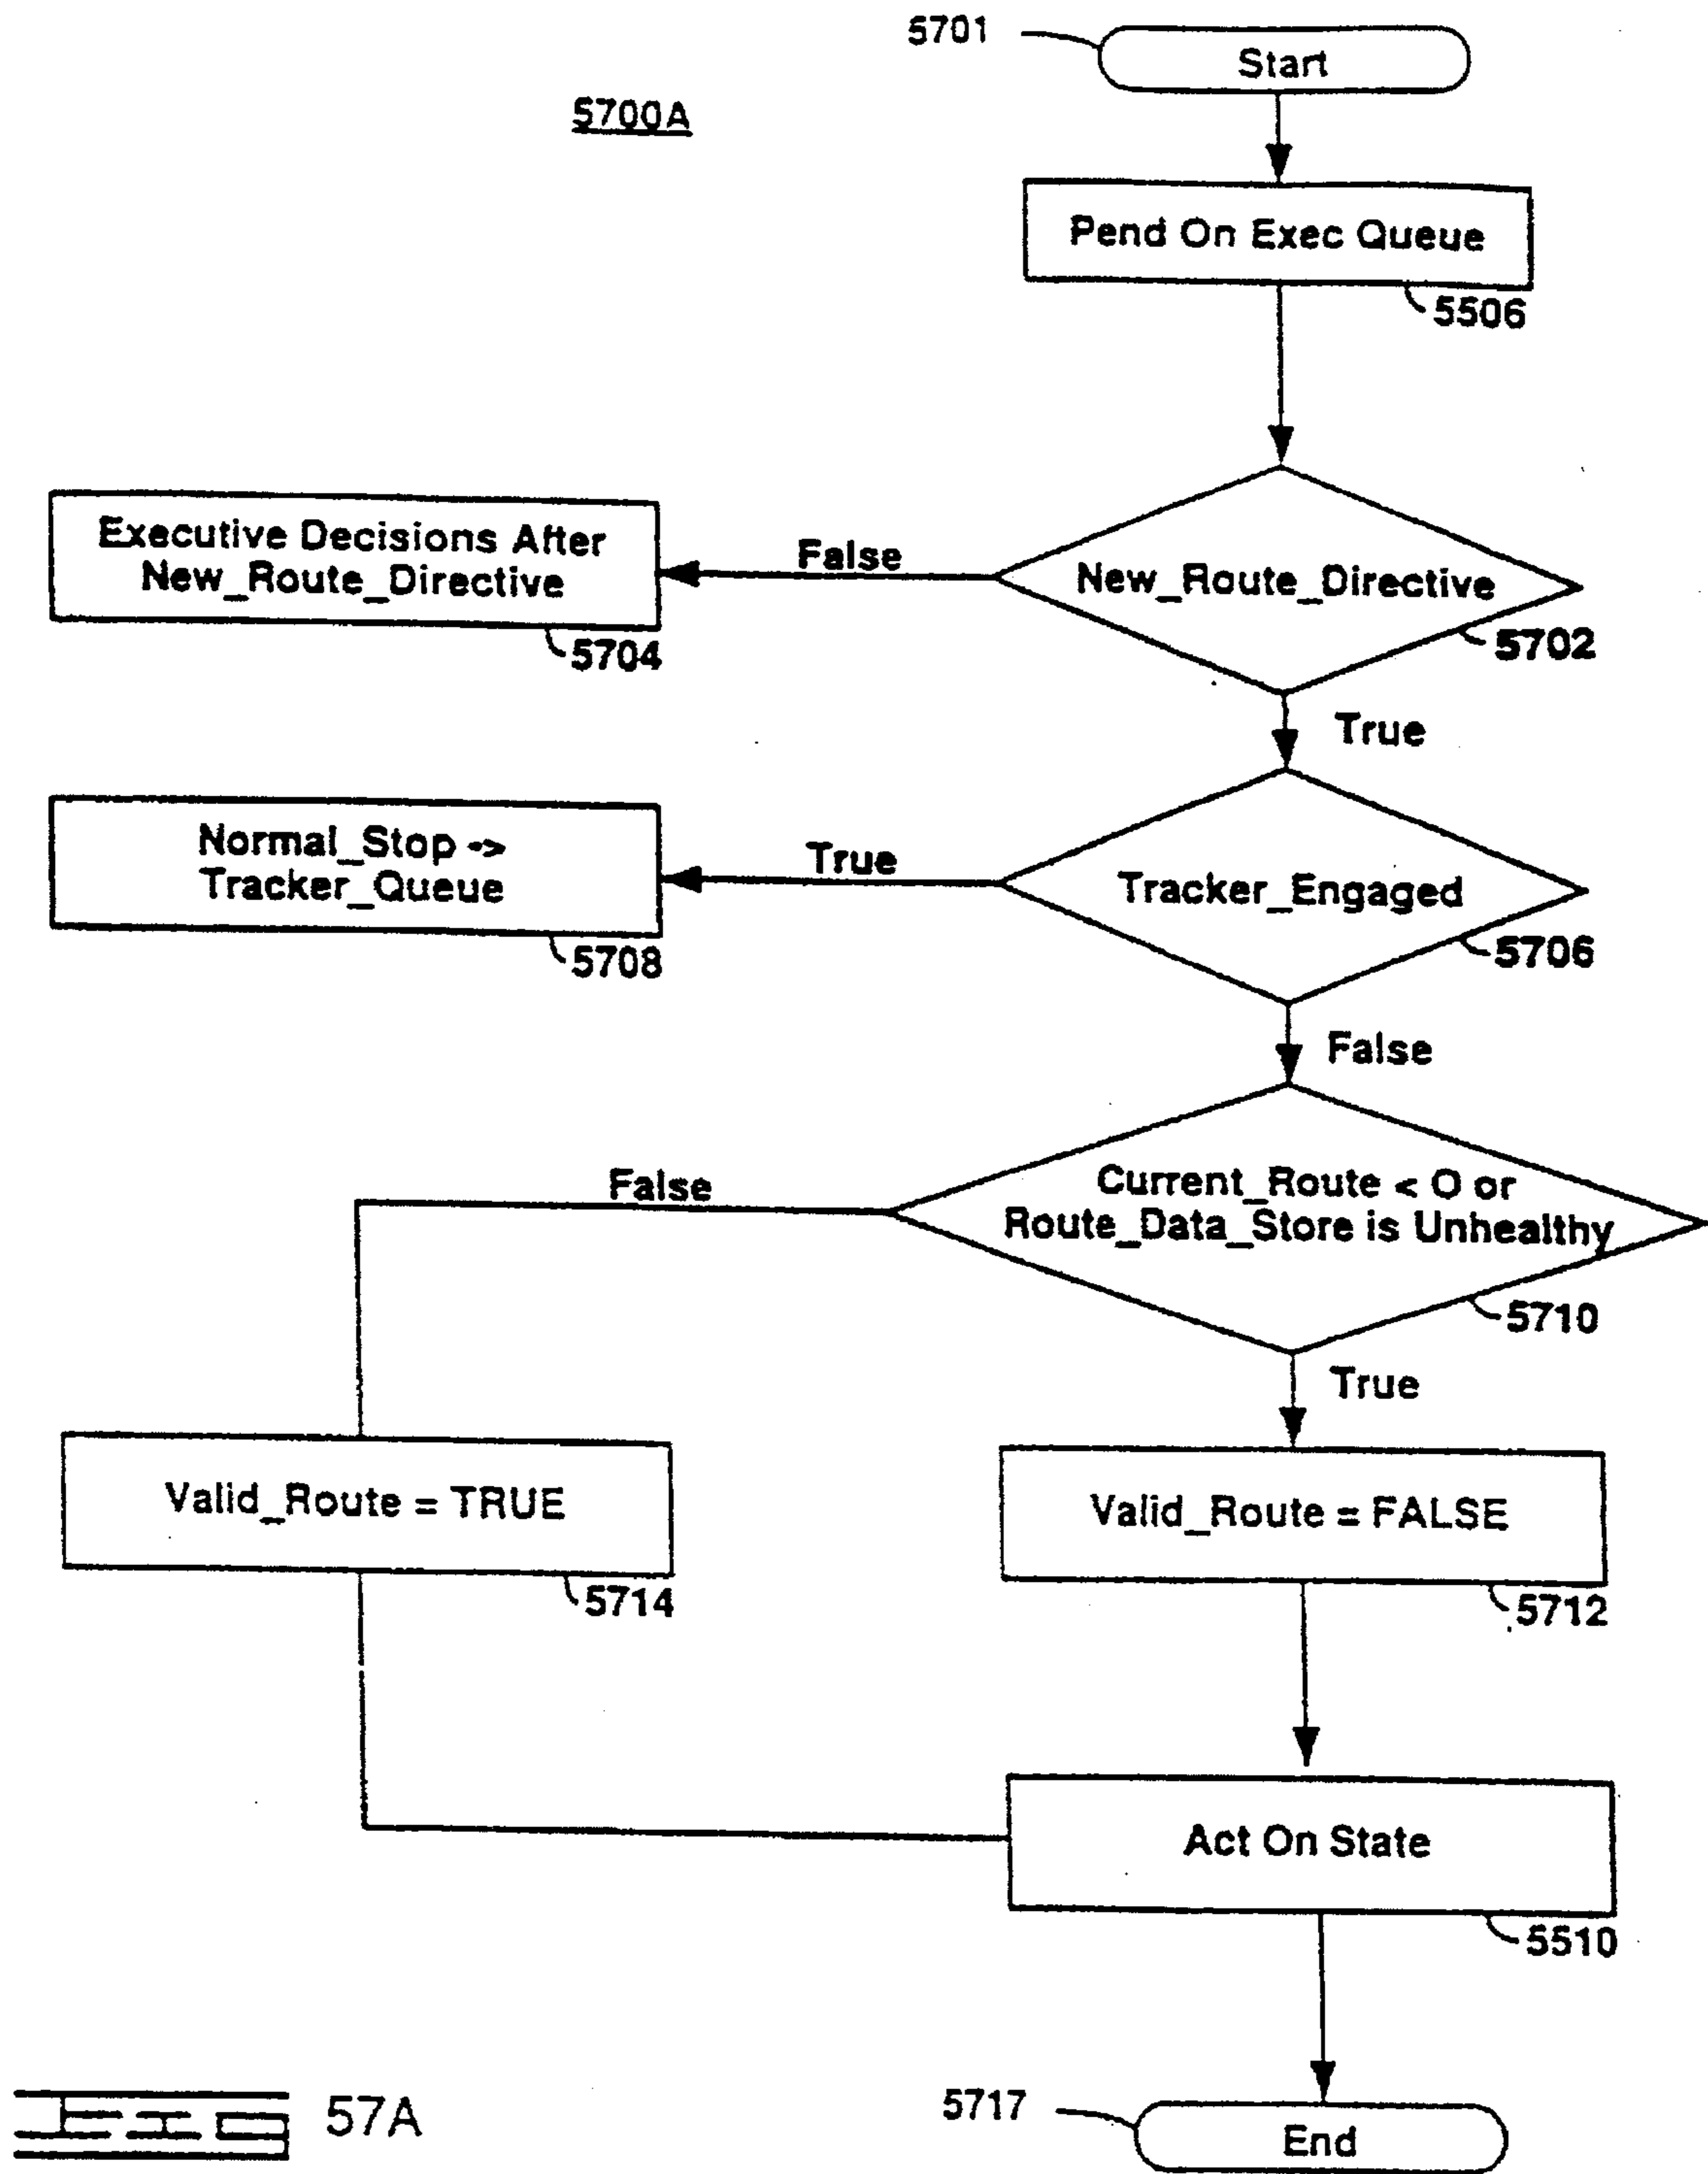 5701
Start
5700A
Pend On Exec Queue
5506
Executive Decisions After
New_Route_Directive
5704
False
New_Route_Directive
5702
True
Normal_Stop ->
Tracker_Queue
5708
True
Tracker_Engaged
5706
False
False
Current_Route < O or
Route_Data_Store is Unhealthy
5710
True
Valid_Route = TRUE
5714
Valid_Route = FALSE
5712
Act On State
5510
5717
End
FIG 57A